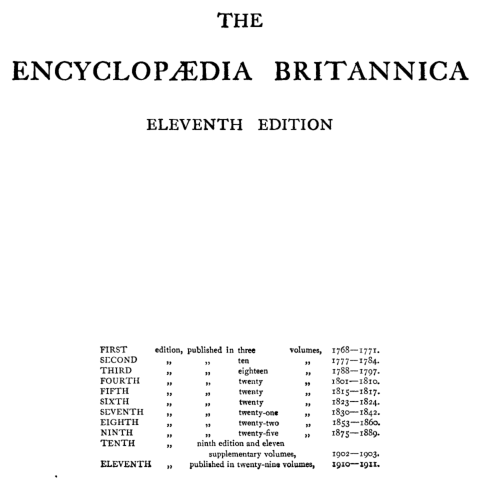 THE
ENCYCLOPÆDIA BRITANNICA
ELEVENTH EDITION
FIRST edition, published in three volumes, 1768—1771.
SECOND „ „ ten „ 1777—1784.
THIRD „ „ eighteen „ 1788—1797.
FOURTH „ „ twenty „ 1801—1810.
FIFTH „ „ twenty „ 1815—1817.
SIXTH „ „ twenty „ 1823—1824.
SEVENTH „ „ twenty-one „ 1830—1842.
EIGHTH „ „ twenty-two „ 1853—1860.
NINTH „ „ twenty-five „ 1875—1889.
TENTH „ ninth edition and eleven
supplementary volumes, 1902—1903.
ELEVENTH „ published in twenty-nine volumes, 1910—1911.